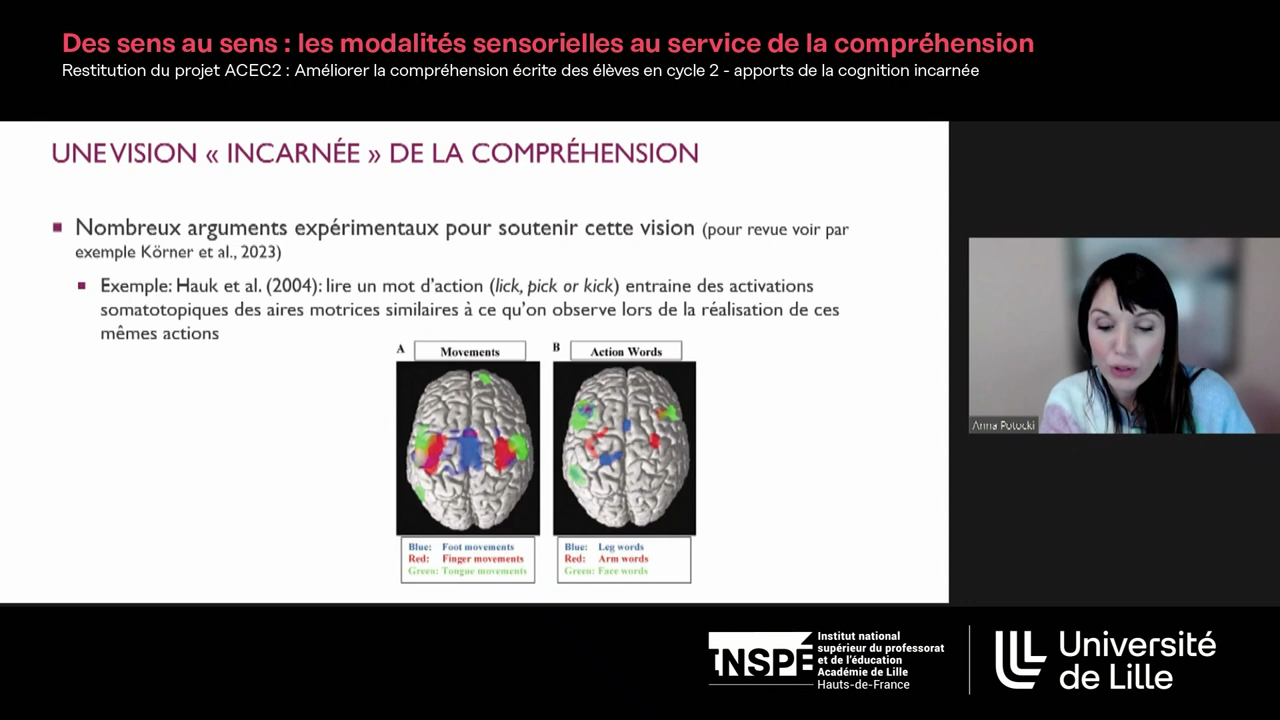 Des sens au sens : les modalités sensorielles au service de la compréhension
Restitution du projet ACEC2 : Améliorer la compréhension écrite des élèves en cycle 2 - apports de la cognition incarnée
UNE VISION « INCARNÉE » DE LA COMPRÉHENSION
Nombreux arguments expérimentaux pour soutenir cette vision (pour revue voir par
exemple Körner et al., 2023)
Exemple: Hauk et al. (2004): lire un mot d'action (lick, pick or kick) entraine des activations
somatotopiques des aires motrices similaires à ce qu'on observe lors de la réalisation de ces
mêmes actions
A Movements
B Action Words
Blue: Foot movements
Red: Finger movements
Green: Tongue movements
Blue: Leg words
Red: Arm words
Green: Face words
Anna Potocki
INSPÉ
Institut national
supérieur du professorat
et de l'éducation
Académie de Lille
Hauts-de-France
Université
de Lille